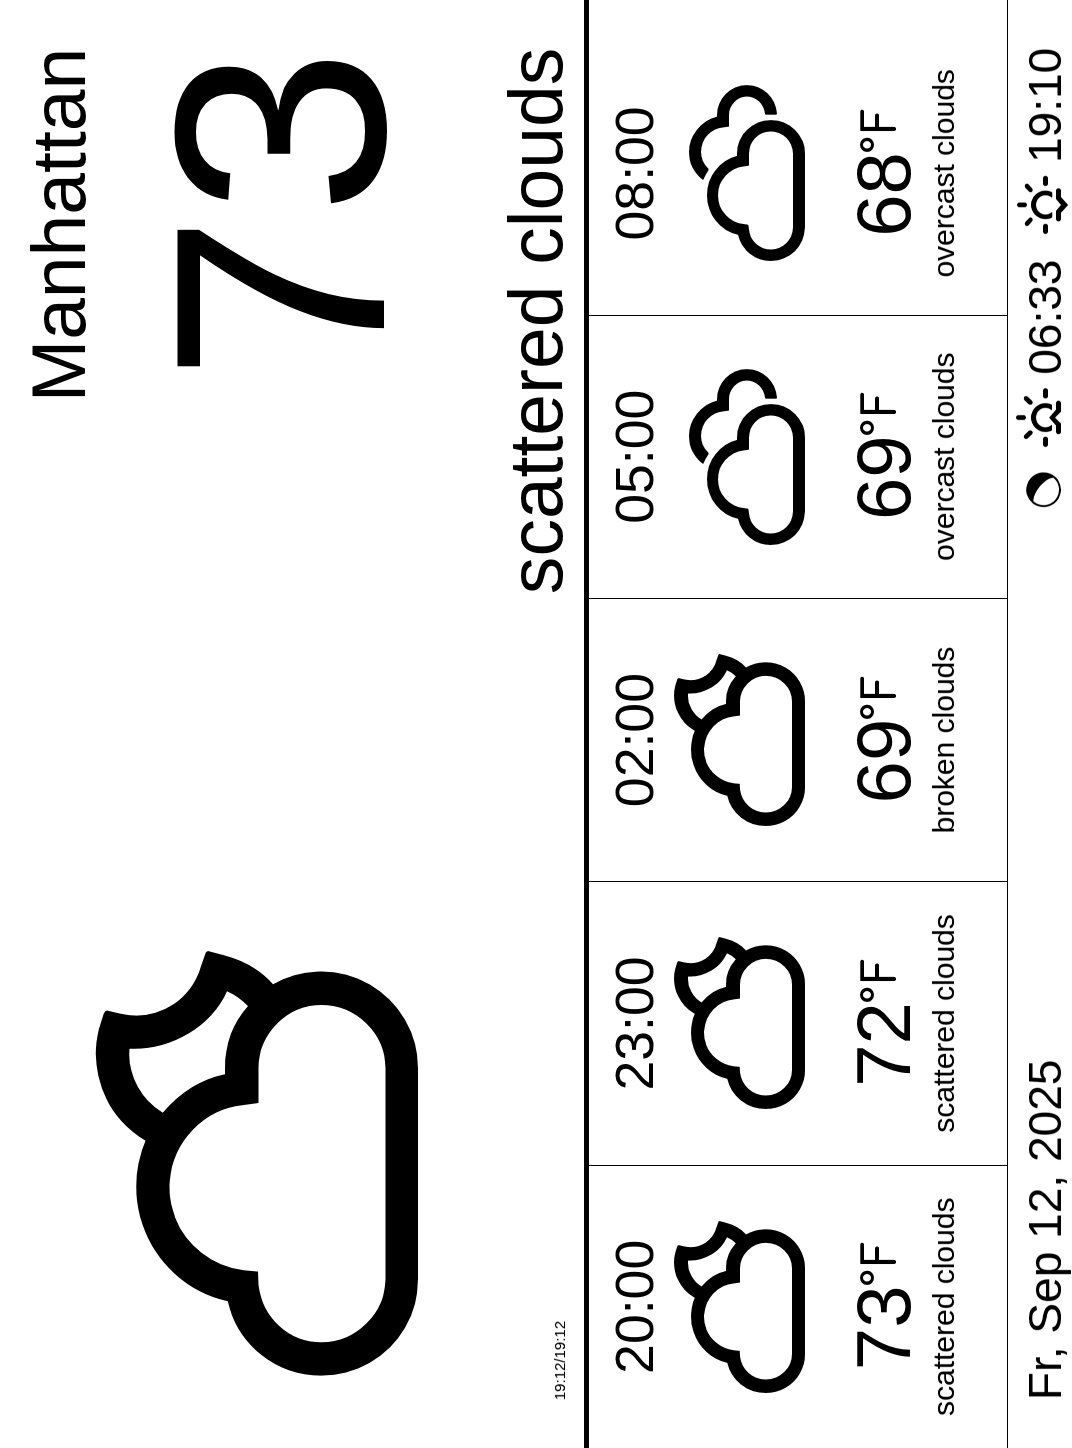 Manhattan
73
scattered clouds
19:12/19:12
20:00
73°F
scattered clouds
23:00
72°F
scattered clouds
02:00
69°F
broken clouds
05:00
69°F
overcast clouds
08:00
68°F
overcast clouds
Fr, Sep 12, 2025
06:33
19:10